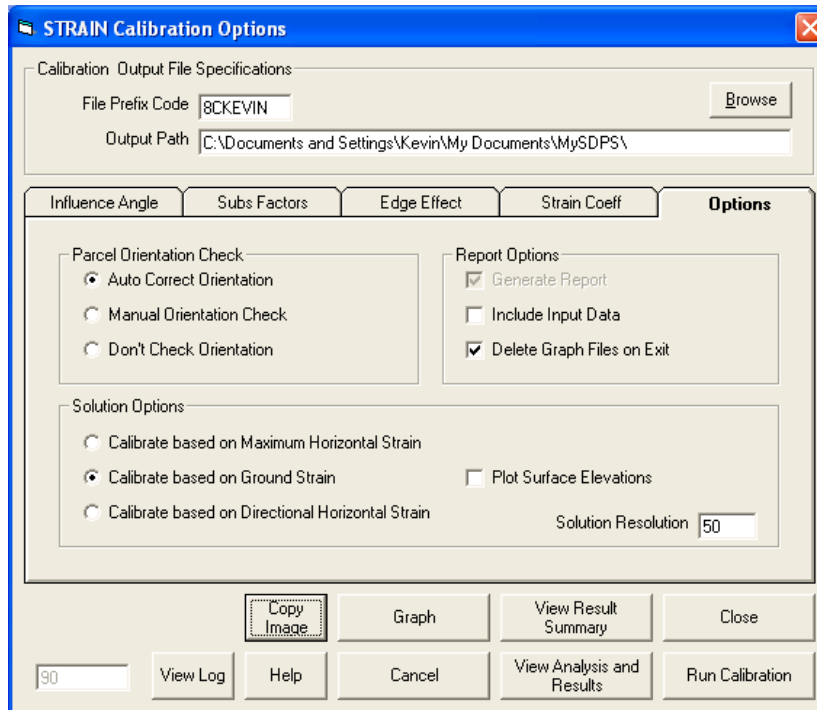 STRAIN Calibration Options
Calibration Output File Specifications
File Prefix Code 8CKEVIN
Browse
Output Path C:\Documents and Settings\Kevin\My Documents\MySDPS\
Influence Angle Subs Factors Edge Effect Strain Coeff Options
Parcel Orientation Check
Auto Correct Orientation
Manual Orientation Check
Don't Check Orientation
Report Options
Generate Report
Include Input Data
Delete Graph Files on Exit
Solution Options
Calibrate based on Maximum Horizontal Strain
Calibrate based on Ground Strain
Calibrate based on Directional Horizontal Strain
Plot Surface Elevations
Solution Resolution 50
Copy
Image
Graph
View Result
Summary
Close
90
View Log
Help
Cancel
View Analysis and
Results
Run Calibration